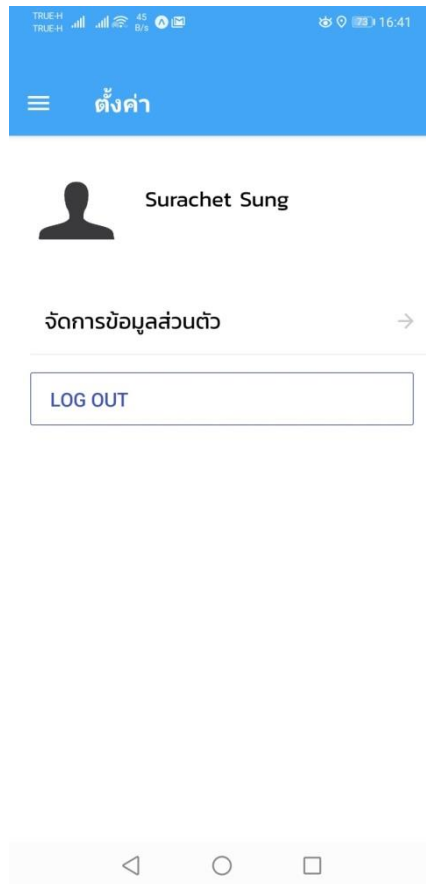 TRUE-H
TRUE-H
45
B/s
73
16:41
ตั้งค่า
Surachet Sung
จัดการข้อมูลส่วนตัว
LOG OUT